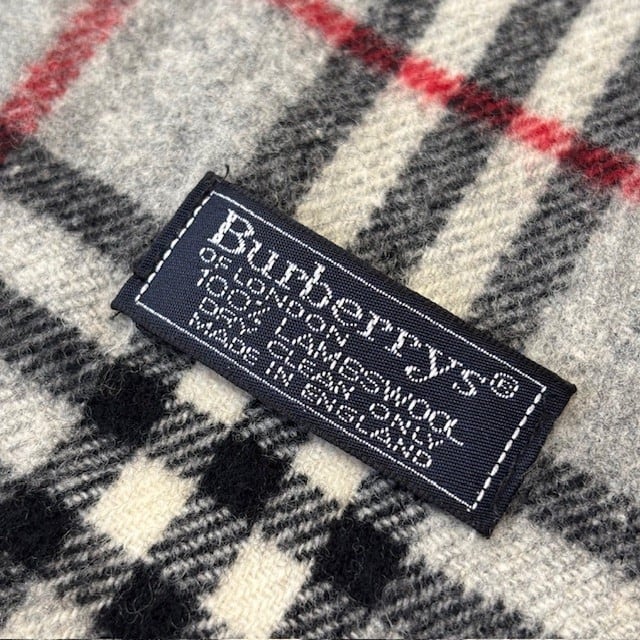 Burberrys®
OF LONDON
100% LAMBSWOOL
DRY CLEAN ONLY
MADE IN ENGLAND